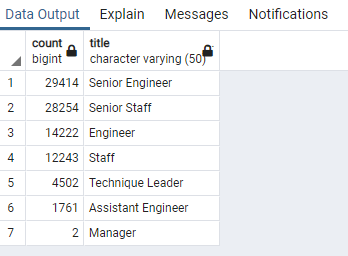 Data Output Explain Messages Notifications
count title
bigint character varying (50)
1 29414 Senior Engineer
2 28254 Senior Staff
3 14222 Engineer
4 12243 Staff
5 4502 Technique Leader
6 1761 Assistant Engineer
7 2 Manager